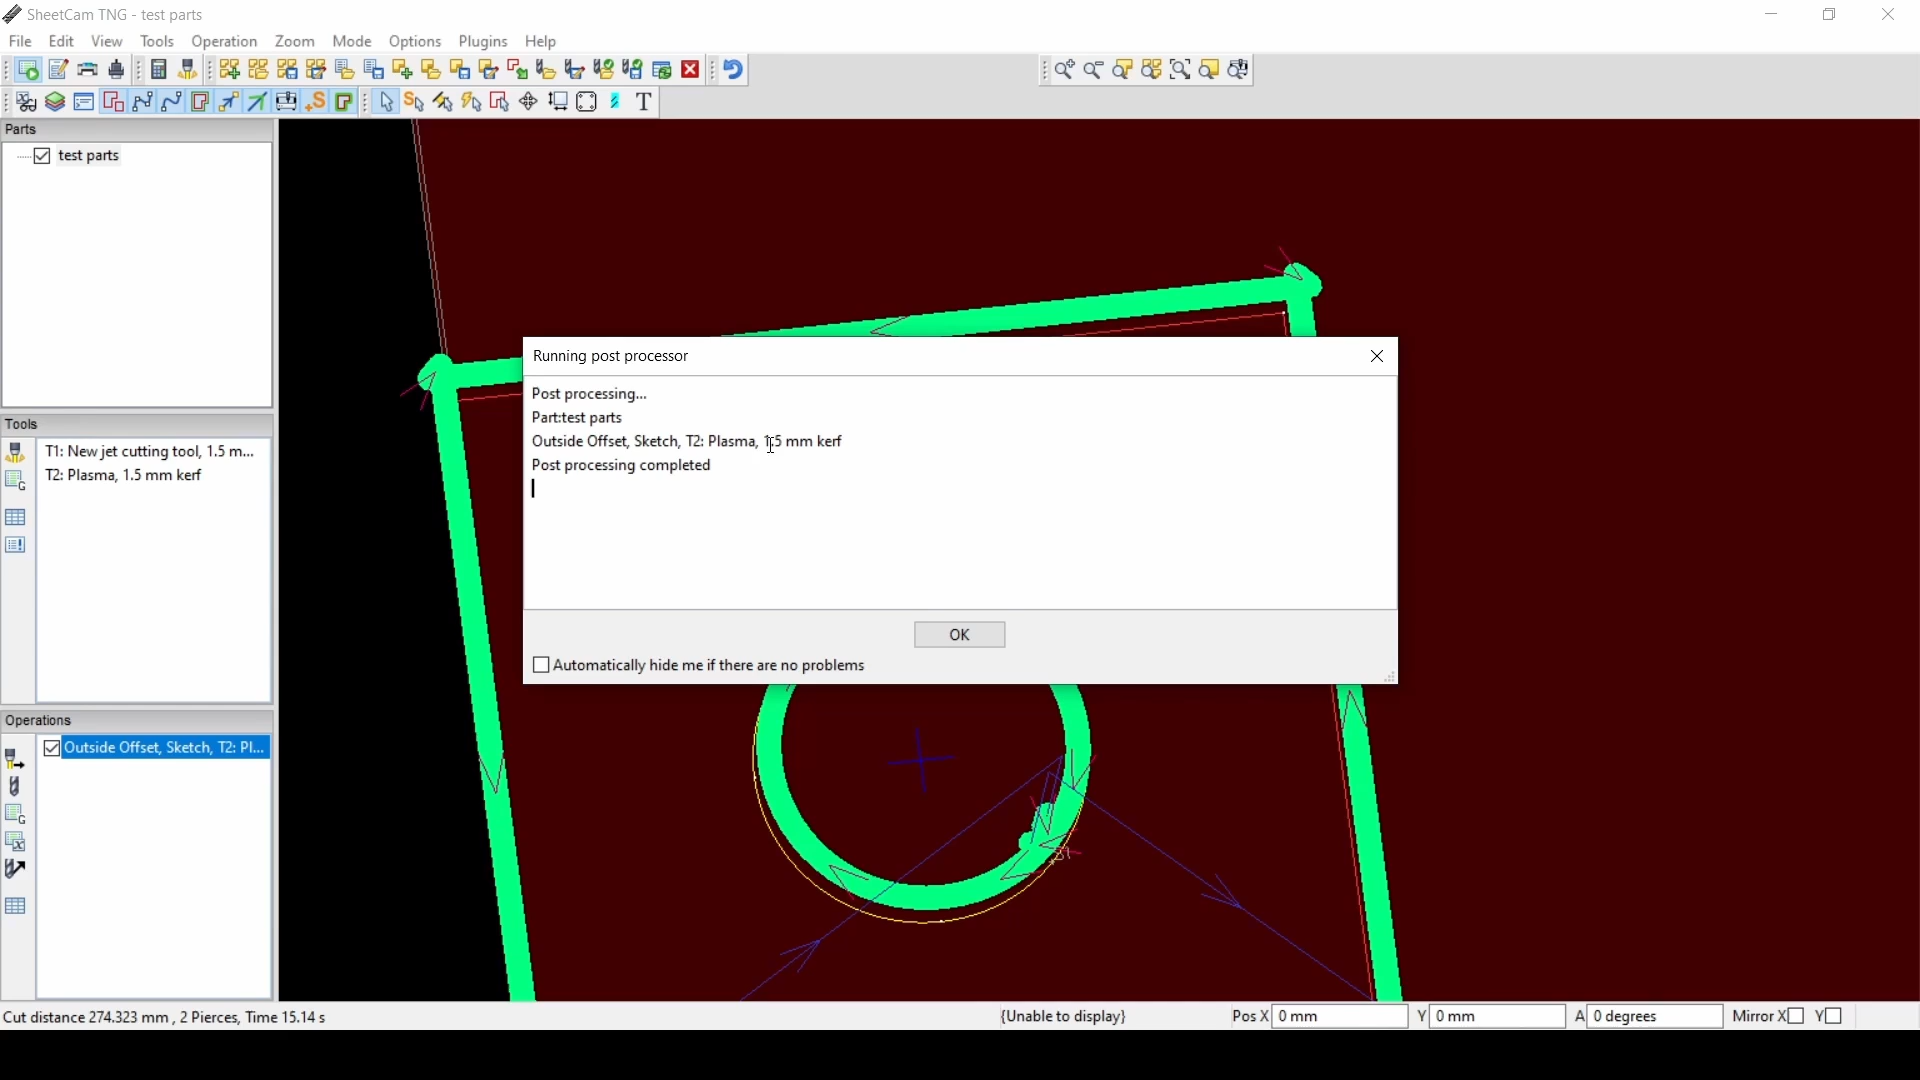 SheetCam TNG - test parts
File Edit View Tools Operation Zoom Mode Options Plugins Help
Parts
test parts
Tools
T1: New jet cutting tool, 1.5 m...
T2: Plasma, 1.5 mm kerf
Operations
Outside Offset, Sketch, T2: Pl...
Running post processor
Post processing...
Part:test parts
Outside Offset, Sketch, T2: Plasma, 1.5 mm kerf
Post processing completed
OK
Automatically hide me if there are no problems
Cut distance 274.323 mm , 2 Pierces, Time 15.14 s
{Unable to display}
Pos X 0 mm Y 0 mm A 0 degrees Mirror X Y